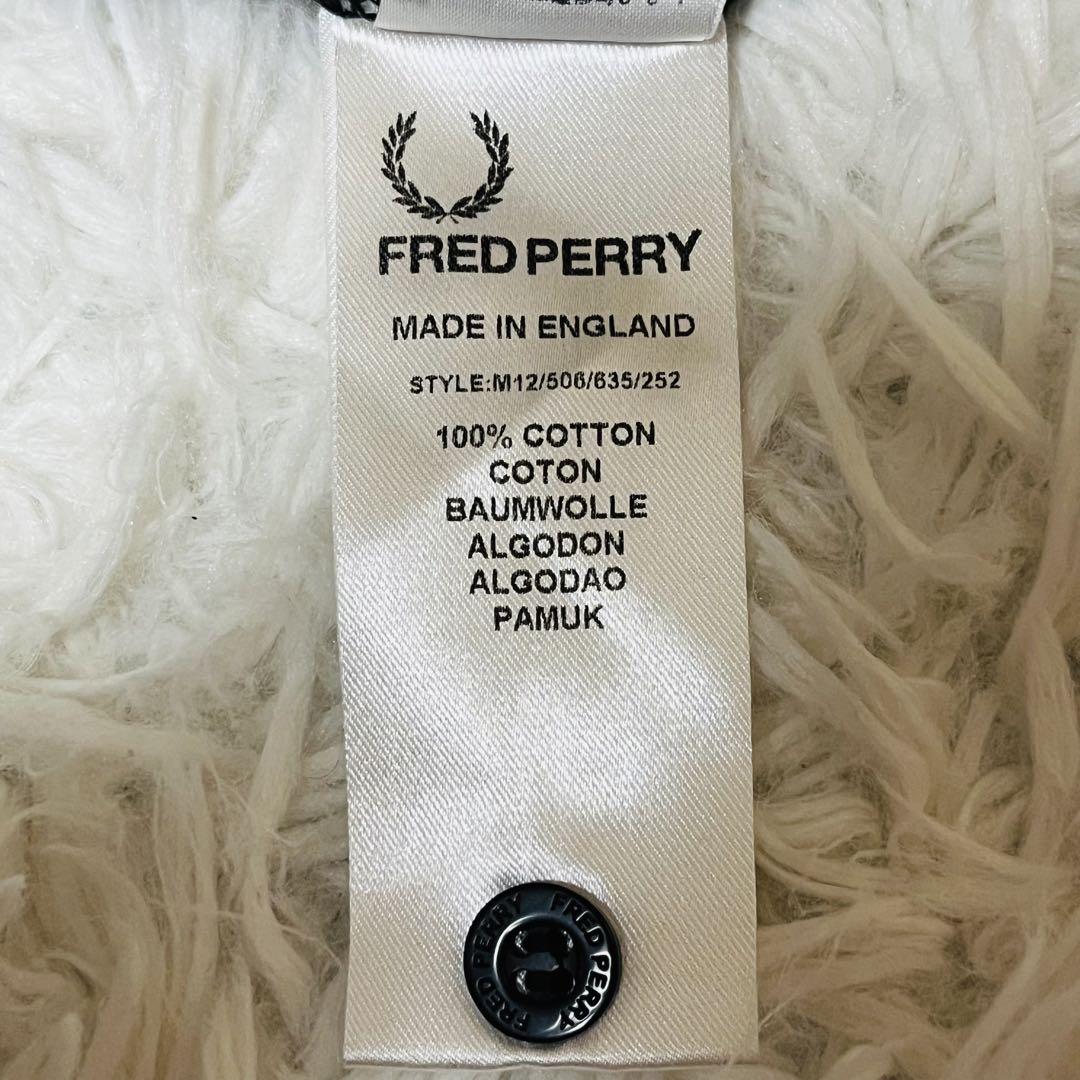 FRED PERRY
MADE IN ENGLAND
STYLE:M12/506/635/252
100% COTTON
COTON
BAUMWOLLE
ALGODON
ALGODAO
PAMUK
FRED PERRY FRED PERRY